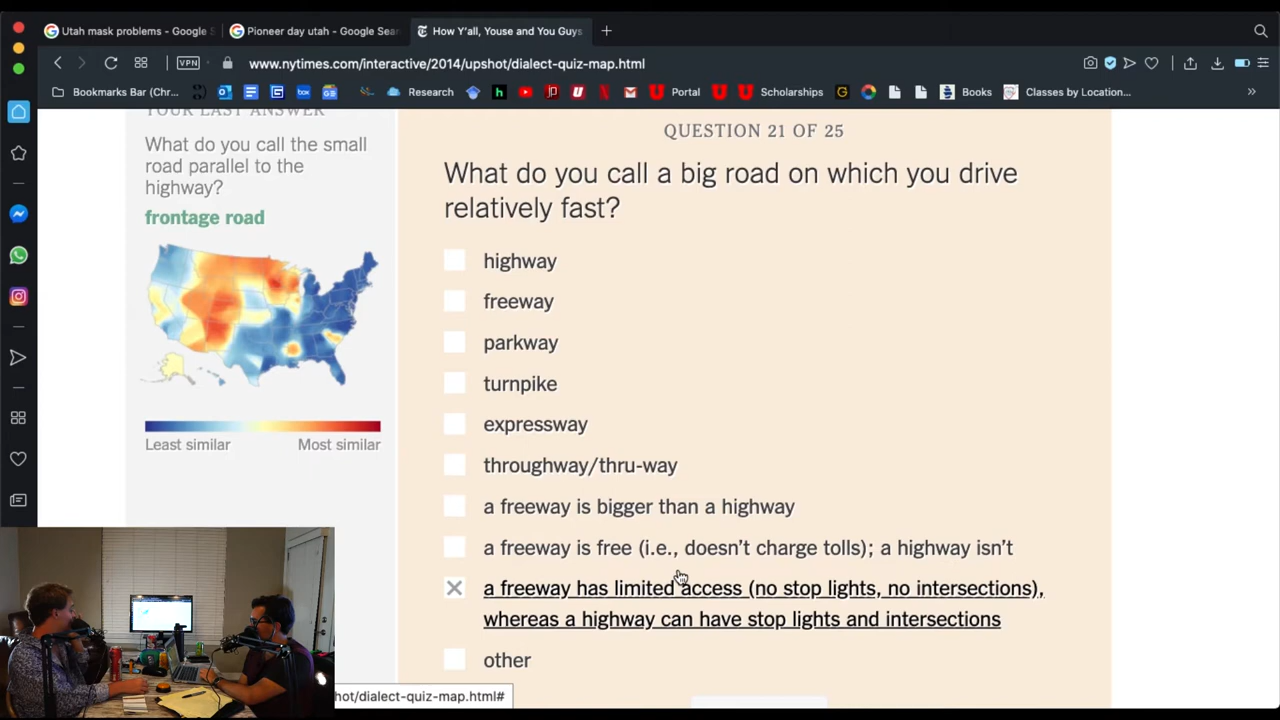 Utah mask problems - Google S
Pioneer day utah - Google Sear
How Y'all, Youse and You Guys
VPN
www.nytimes.com/interactive/2014/upshot/dialect-quiz-map.html
Bookmarks Bar (Chr...
Research
Portal
Scholarships
Books
Classes by Location...
YOUR LAST ANSWER
What do you call the small
road parallel to the
highway?
frontage road
Least similar
Most similar
QUESTION 21 OF 25
What do you call a big road on which you drive
relatively fast?
highway
freeway
parkway
turnpike
expressway
throughway/thru-way
a freeway is bigger than a highway
a freeway is free (i.e., doesn't charge tolls); a highway isn't
a freeway has limited access (no stop lights, no intersections),
whereas a highway can have stop lights and intersections
other
hot/dialect-quiz-map.html#